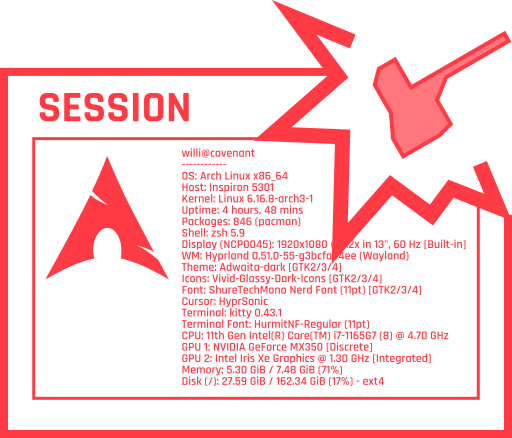 SESSION
willi@covenant
------------
OS: Arch Linux x86_64
Host: Inspiron 5301
Kernel: Linux 6.16.8-arch3-1
Uptime: 4 hours, 48 mins
Packages: 846 (pacman)
Shell: zsh 5.9
Display (NCP0045): 1920x1080 @ 1.2x in 13", 60 Hz [Built-in]
WM: Hyprland 0.51.0-55-g3bcfa94ee (Wayland)
Theme: Adwaita-dark [GTK2/3/4]
Icons: Vivid-Glassy-Dark-Icons [GTK2/3/4]
Font: ShureTechMono Nerd Font (11pt) [GTK2/3/4]
Cursor: HyprSonic
Terminal: kitty 0.43.1
Terminal Font: HurmitNF-Regular (11pt)
CPU: 11th Gen Intel(R) Core(TM) i7-1165G7 (8) @ 4.70 GHz
GPU 1: NVIDIA GeForce MX350 [Discrete]
GPU 2: Intel Iris Xe Graphics @ 1.30 GHz [Integrated]
Memory: 5.30 GiB / 7.48 GiB (71%)
Disk (/): 27.59 GiB / 162.34 GiB (17%) - ext4